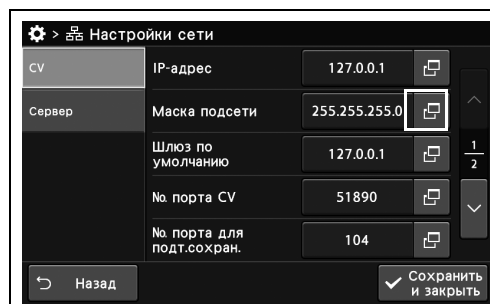 > Настройки сети
CV
Сервер
IP-адрес
127.0.0.1
Маска подсети
255.255.255.0
Шлюз по
умолчанию
127.0.0.1
№ порта CV
51890
№ порта для
подт.сохран.
104
1
2
Назад
Сохранить
и закрыть